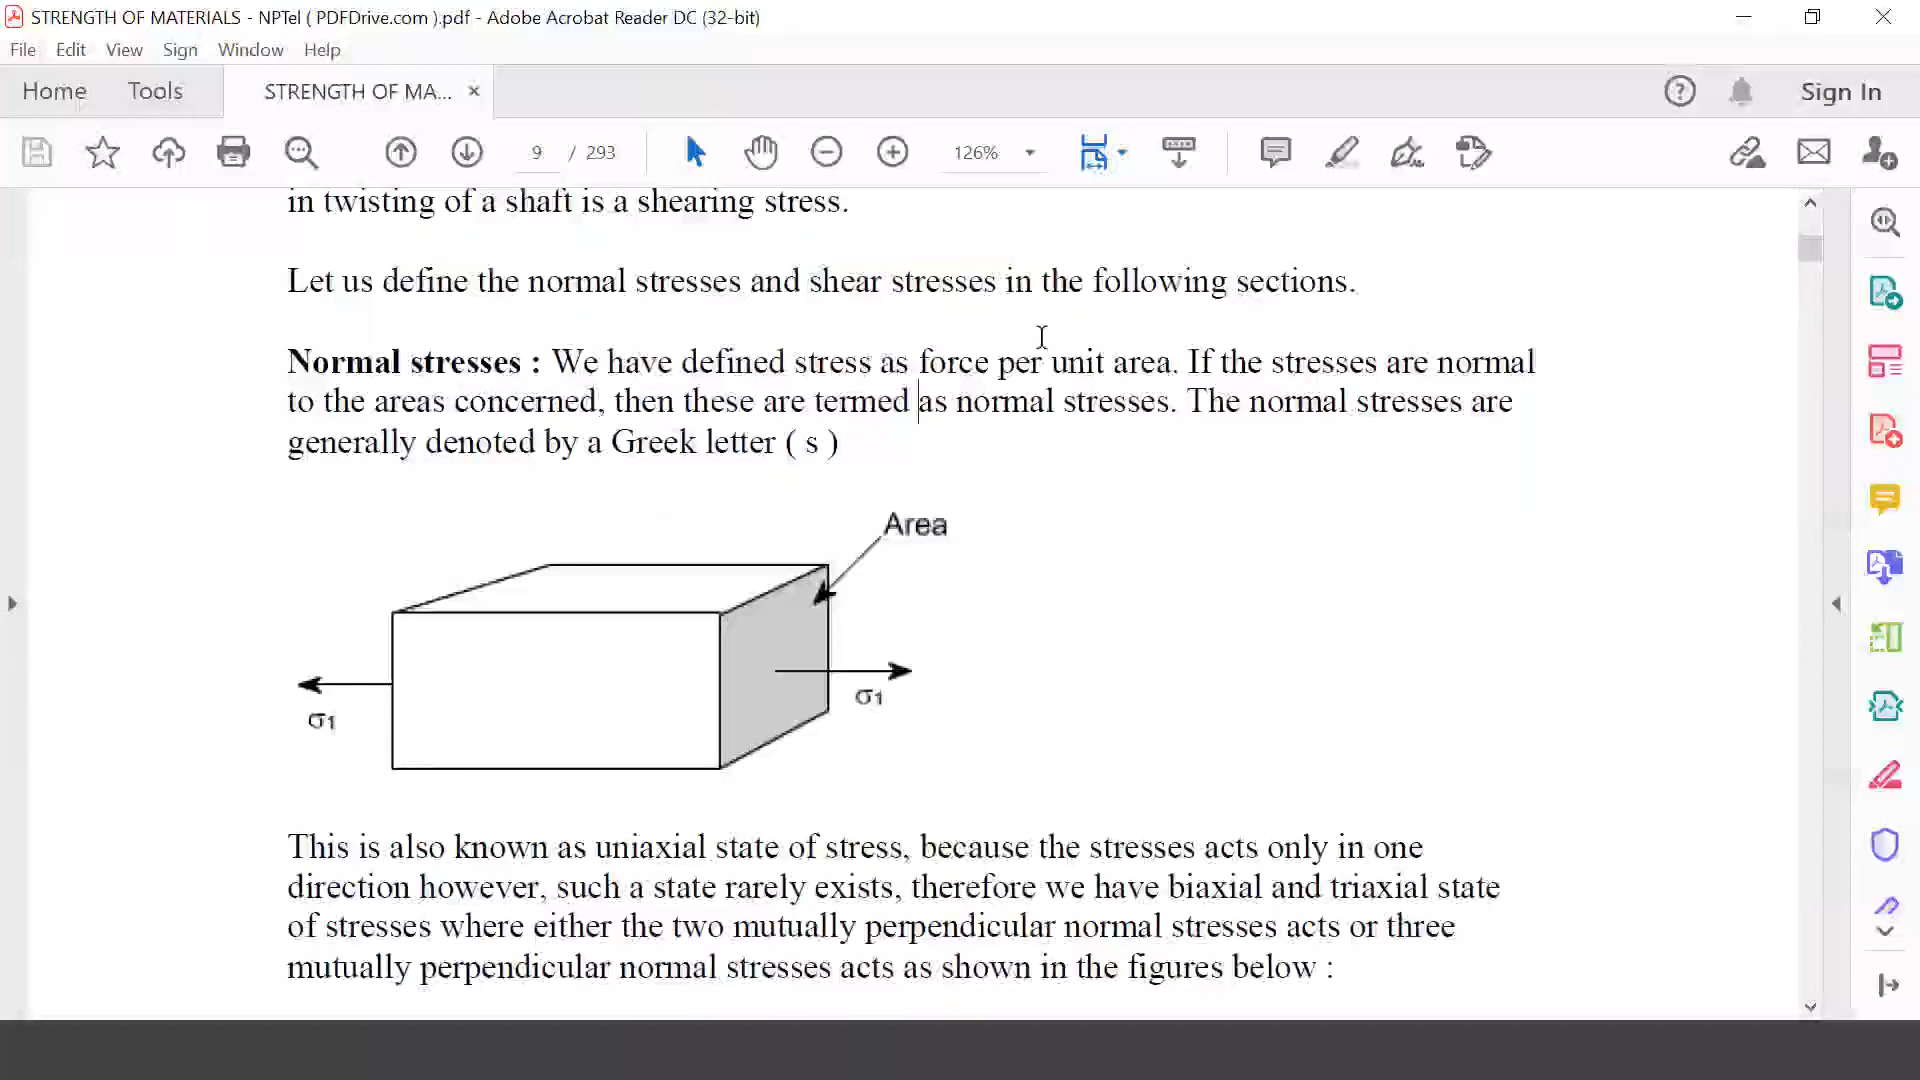 STRENGTH OF MATERIALS - NPTel ( PDFDrive.com ).pdf - Adobe Acrobat Reader DC (32-bit)
File Edit View Sign Window Help
Home Tools STRENGTH OF MA... × Sign In
9 / 293 126%
in twisting of a shaft is a shearing stress.
Let us define the normal stresses and shear stresses in the following sections.
Normal stresses : We have defined stress as force per unit area. If the stresses are normal
to the areas concerned, then these are termed as normal stresses. The normal stresses are
generally denoted by a Greek letter ( s )
Area
σ1
σ1
This is also known as uniaxial state of stress, because the stresses acts only in one
direction however, such a state rarely exists, therefore we have biaxial and triaxial state
of stresses where either the two mutually perpendicular normal stresses acts or three
mutually perpendicular normal stresses acts as shown in the figures below :